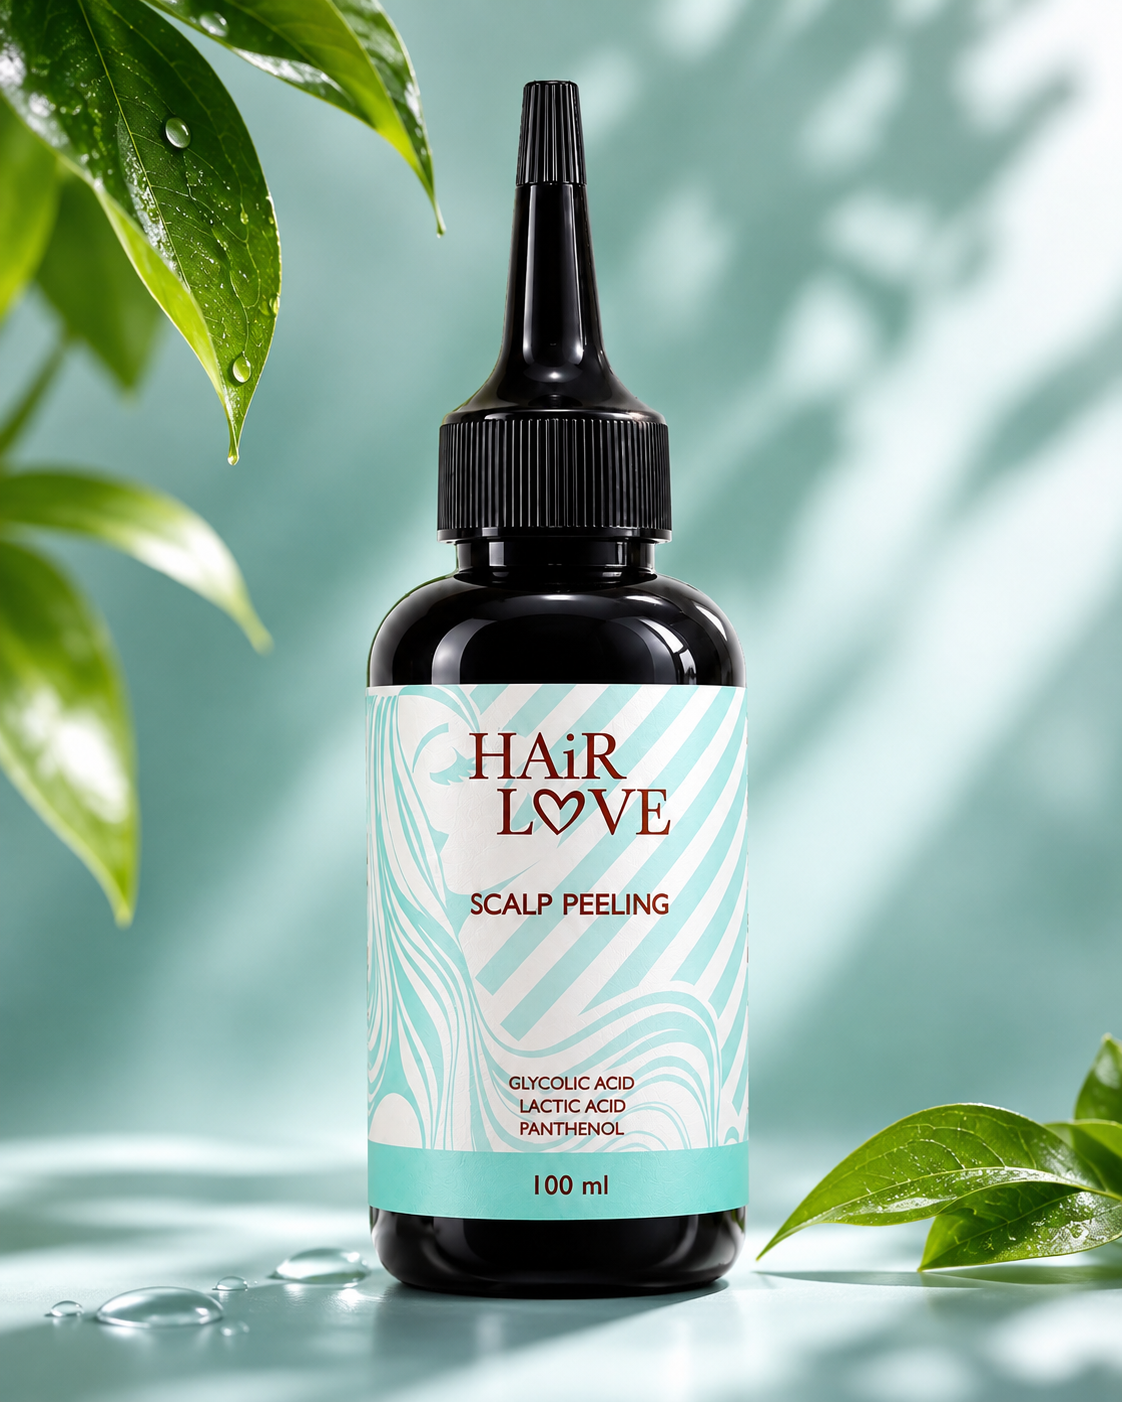 HAiR
LOVE
SCALP PEELING
GLYCOLIC ACID
LACTIC ACID
PANTHENOL
100 ml